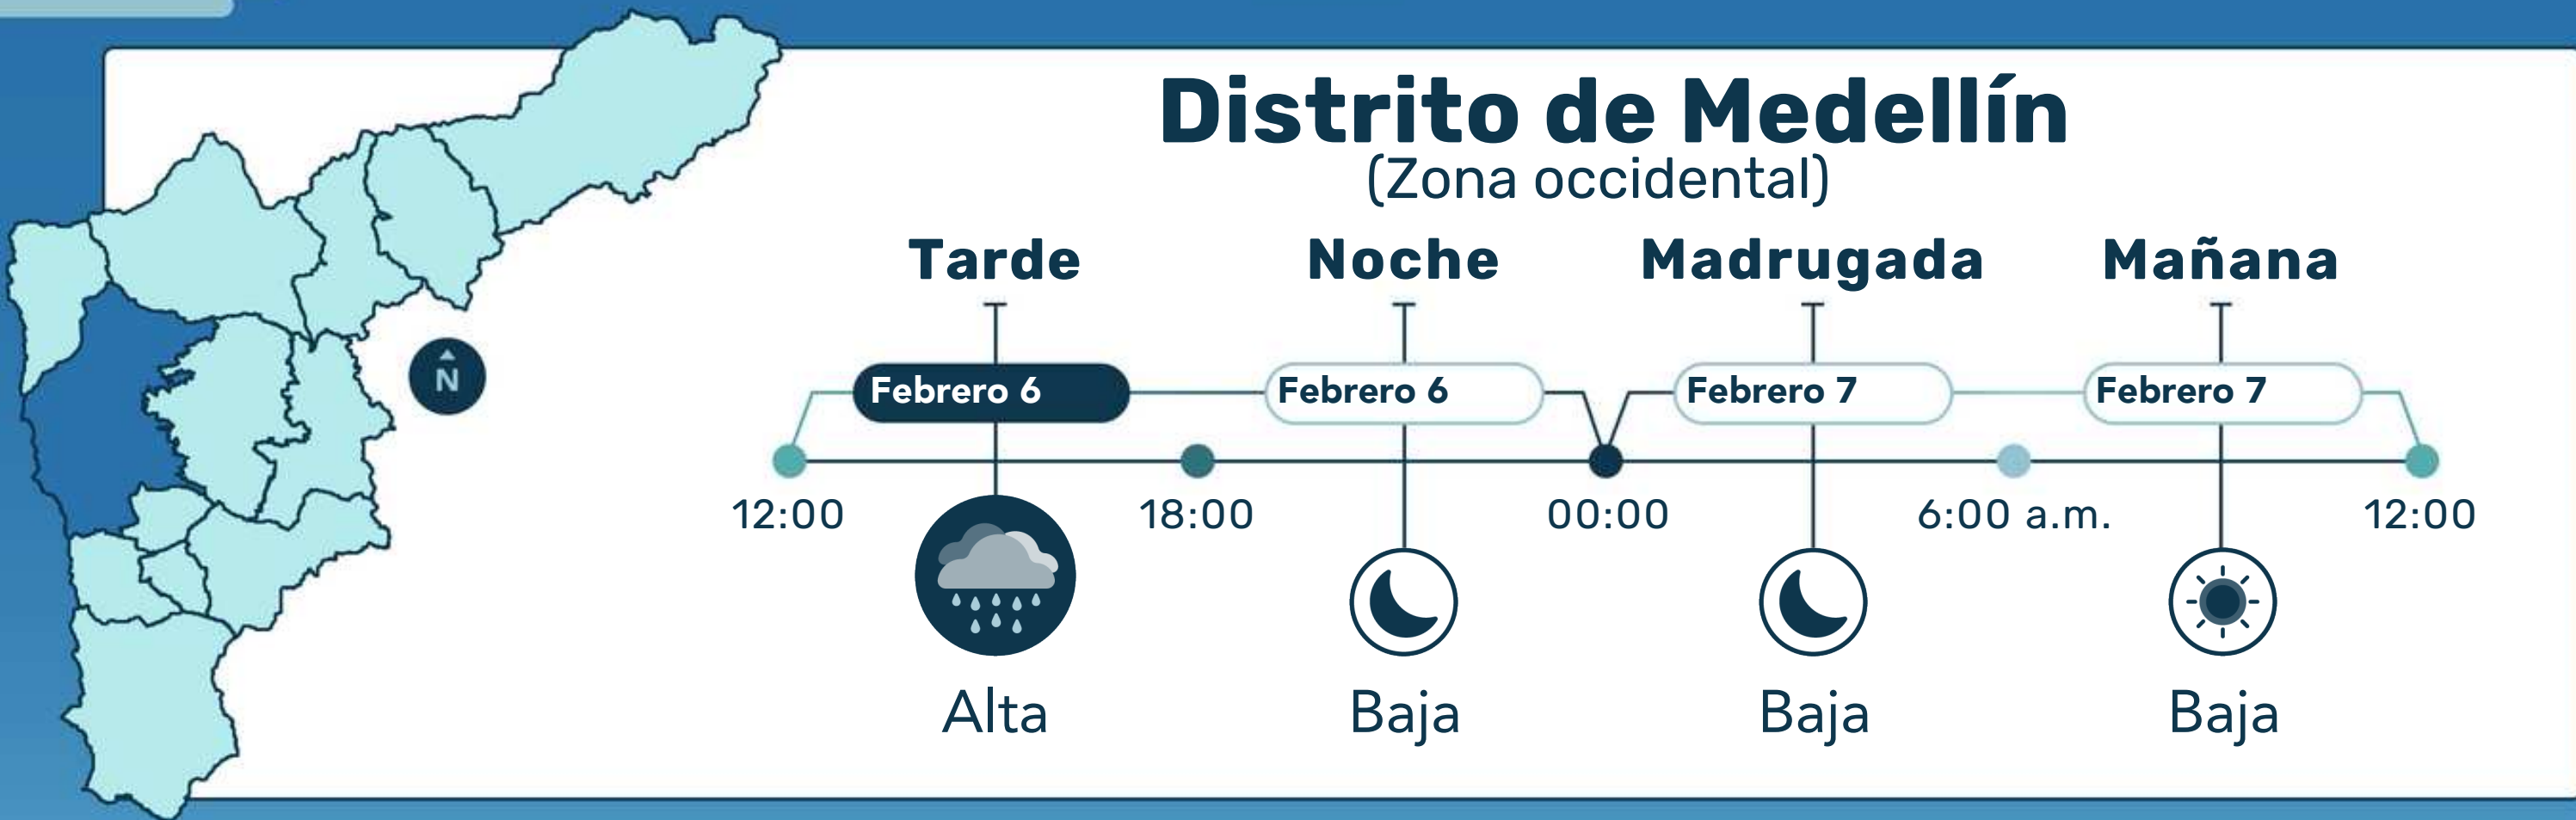 Distrito de Medellín
(Zona occidental)
Tarde Noche Madrugada Mañana
N
Febrero 6 Febrero 6 Febrero 7 Febrero 7
12:00 18:00 00:00 6:00 a.m. 12:00
Alta Baja Baja Baja